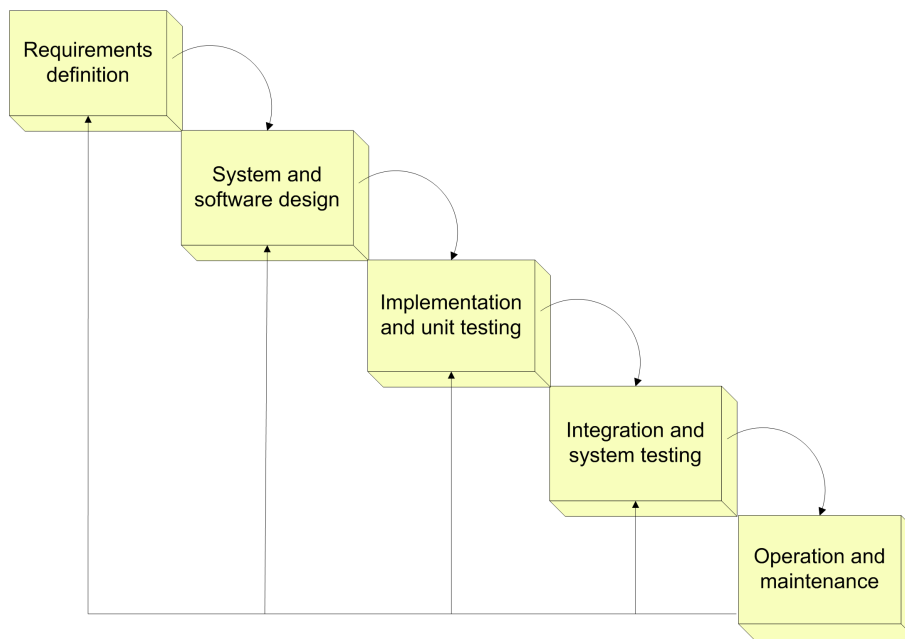 Requirements
definition
System and
software design
Implementation
and unit testing
Integration and
system testing
Operation and
maintenance